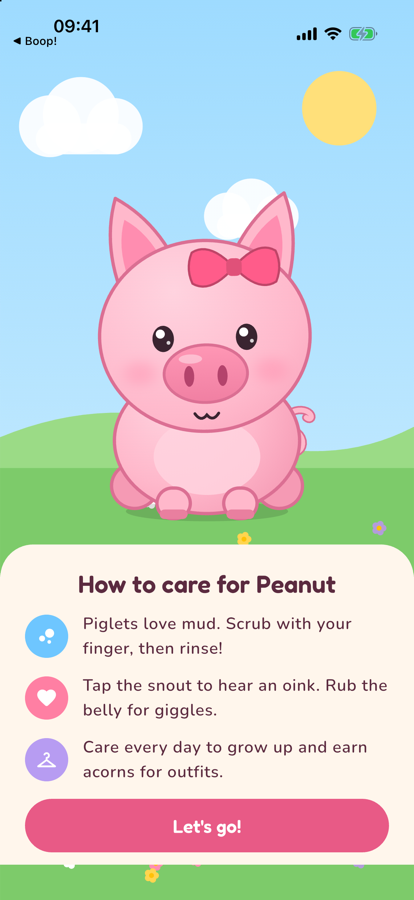 09:41
◀ Boop!
How to care for Peanut
Piglets love mud. Scrub with your
finger, then rinse!
Tap the snout to hear an oink. Rub the
belly for giggles.
Care every day to grow up and earn
acorns for outfits.
Let's go!